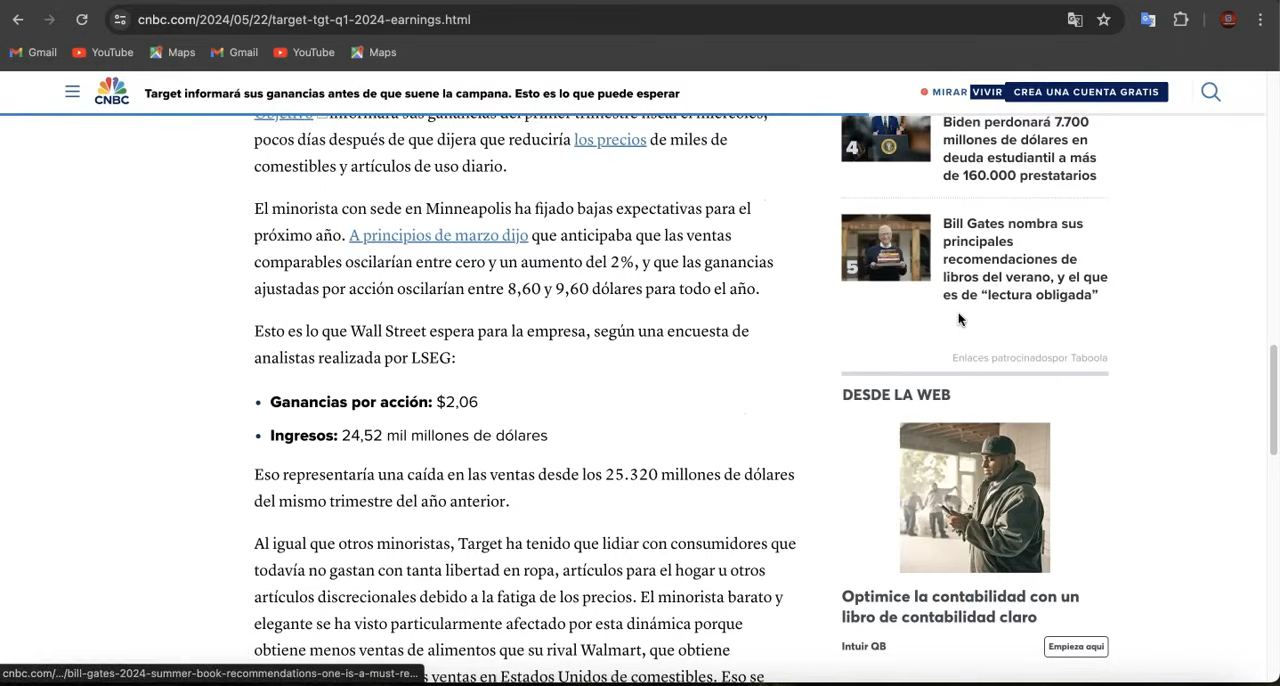 cnbc.com/2024/05/22/target-tgt-q1-2024-earnings.html
Gmail YouTube Maps Gmail YouTube Maps
CNBC
Target informará sus ganancias antes de que suene la campana. Esto es lo que puede esperar
MIRAR VIVIR
CREA UNA CUENTA GRATIS
Objetivo informará sus ganancias del primer trimestre fiscal el miércoles,
pocos días después de que dijera que reduciría los precios de miles de
comestibles y artículos de uso diario.
El minorista con sede en Minneapolis ha fijado bajas expectativas para el
próximo año. A principios de marzo dijo que anticipaba que las ventas
comparables oscilarían entre cero y un aumento del 2%, y que las ganancias
ajustadas por acción oscilarían entre 8,60 y 9,60 dólares para todo el año.
Esto es lo que Wall Street espera para la empresa, según una encuesta de
analistas realizada por LSEG:
• Ganancias por acción: $2,06
• Ingresos: 24,52 mil millones de dólares
Eso representaría una caída en las ventas desde los 25.320 millones de dólares
del mismo trimestre del año anterior.
Al igual que otros minoristas, Target ha tenido que lidiar con consumidores que
todavía no gastan con tanta libertad en ropa, artículos para el hogar u otros
artículos discrecionales debido a la fatiga de los precios. El minorista barato y
elegante se ha visto particularmente afectado por esta dinámica porque
obtiene menos ventas de alimentos que su rival Walmart, que obtiene
s ventas en Estados Unidos de comestibles. Eso se
4
Biden perdonará 7.700
millones de dólares en
deuda estudiantil a más
de 160.000 prestatarios
5
Bill Gates nombra sus
principales
recomendaciones de
libros del verano, y el que
es de “lectura obligada”
Enlaces patrocinadospor Taboola
DESDE LA WEB
Optimice la contabilidad con un
libro de contabilidad claro
Intuir QB
Empieza aquí
cnbc.com/.../bill-gates-2024-summer-book-recommendations-one-is-a-must-re...